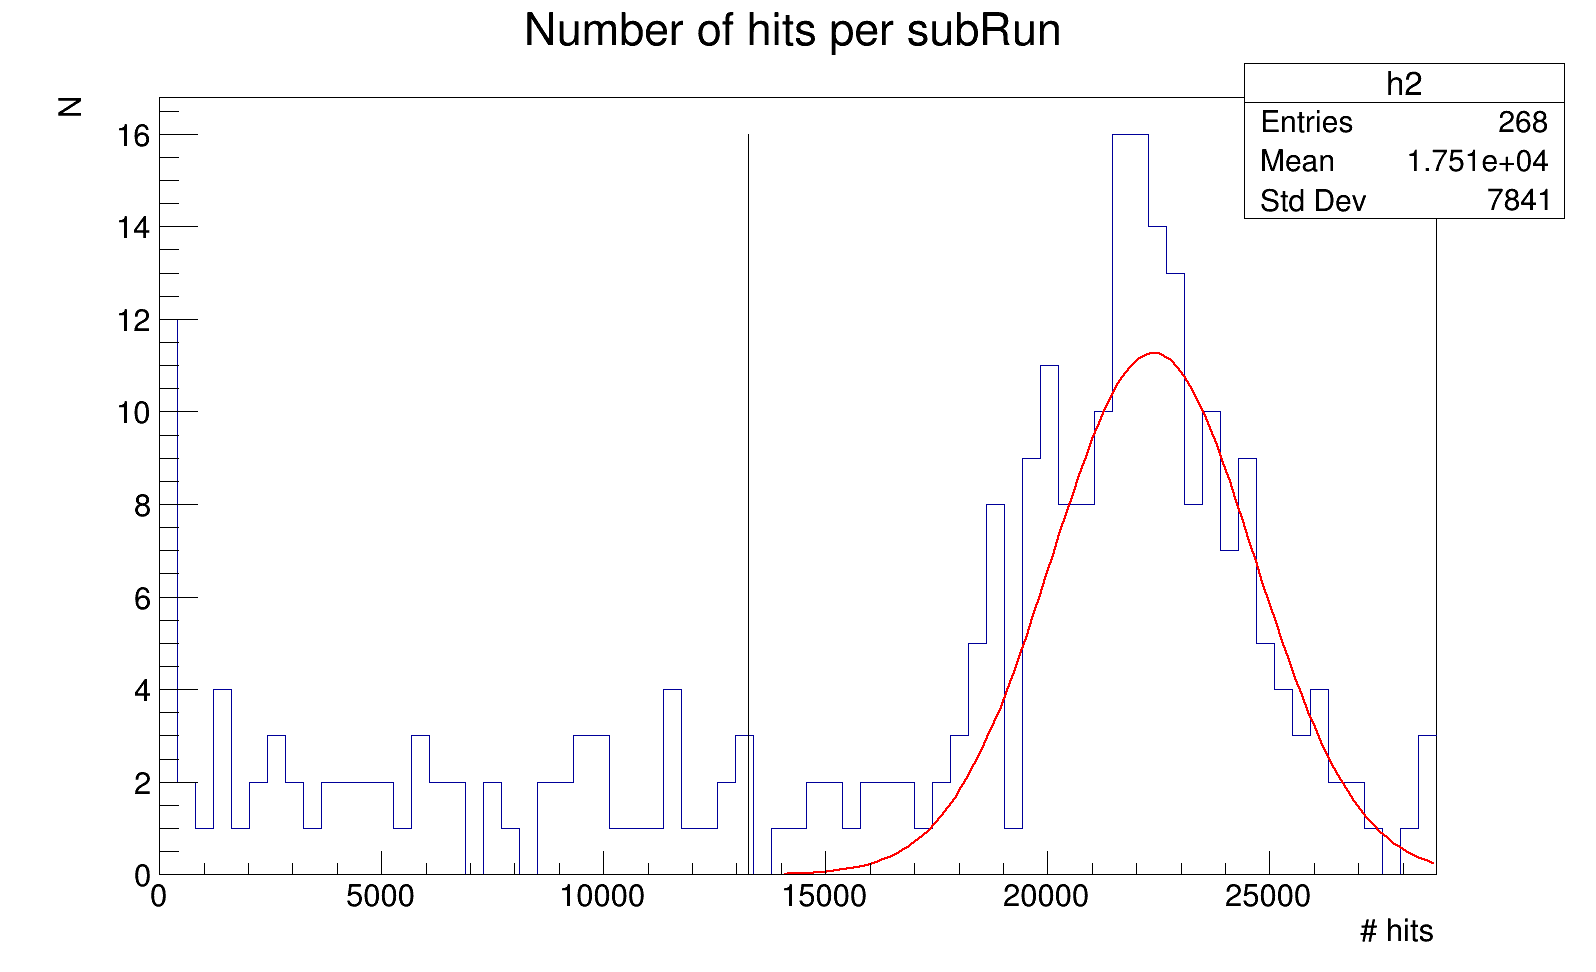 Number of hits per subRun
h2
Entries 268
Mean 1.751e+04
Std Dev 7841
N
16
14
12
10
8
6
4
2
0
0 5000 10000 15000 20000 25000
# hits